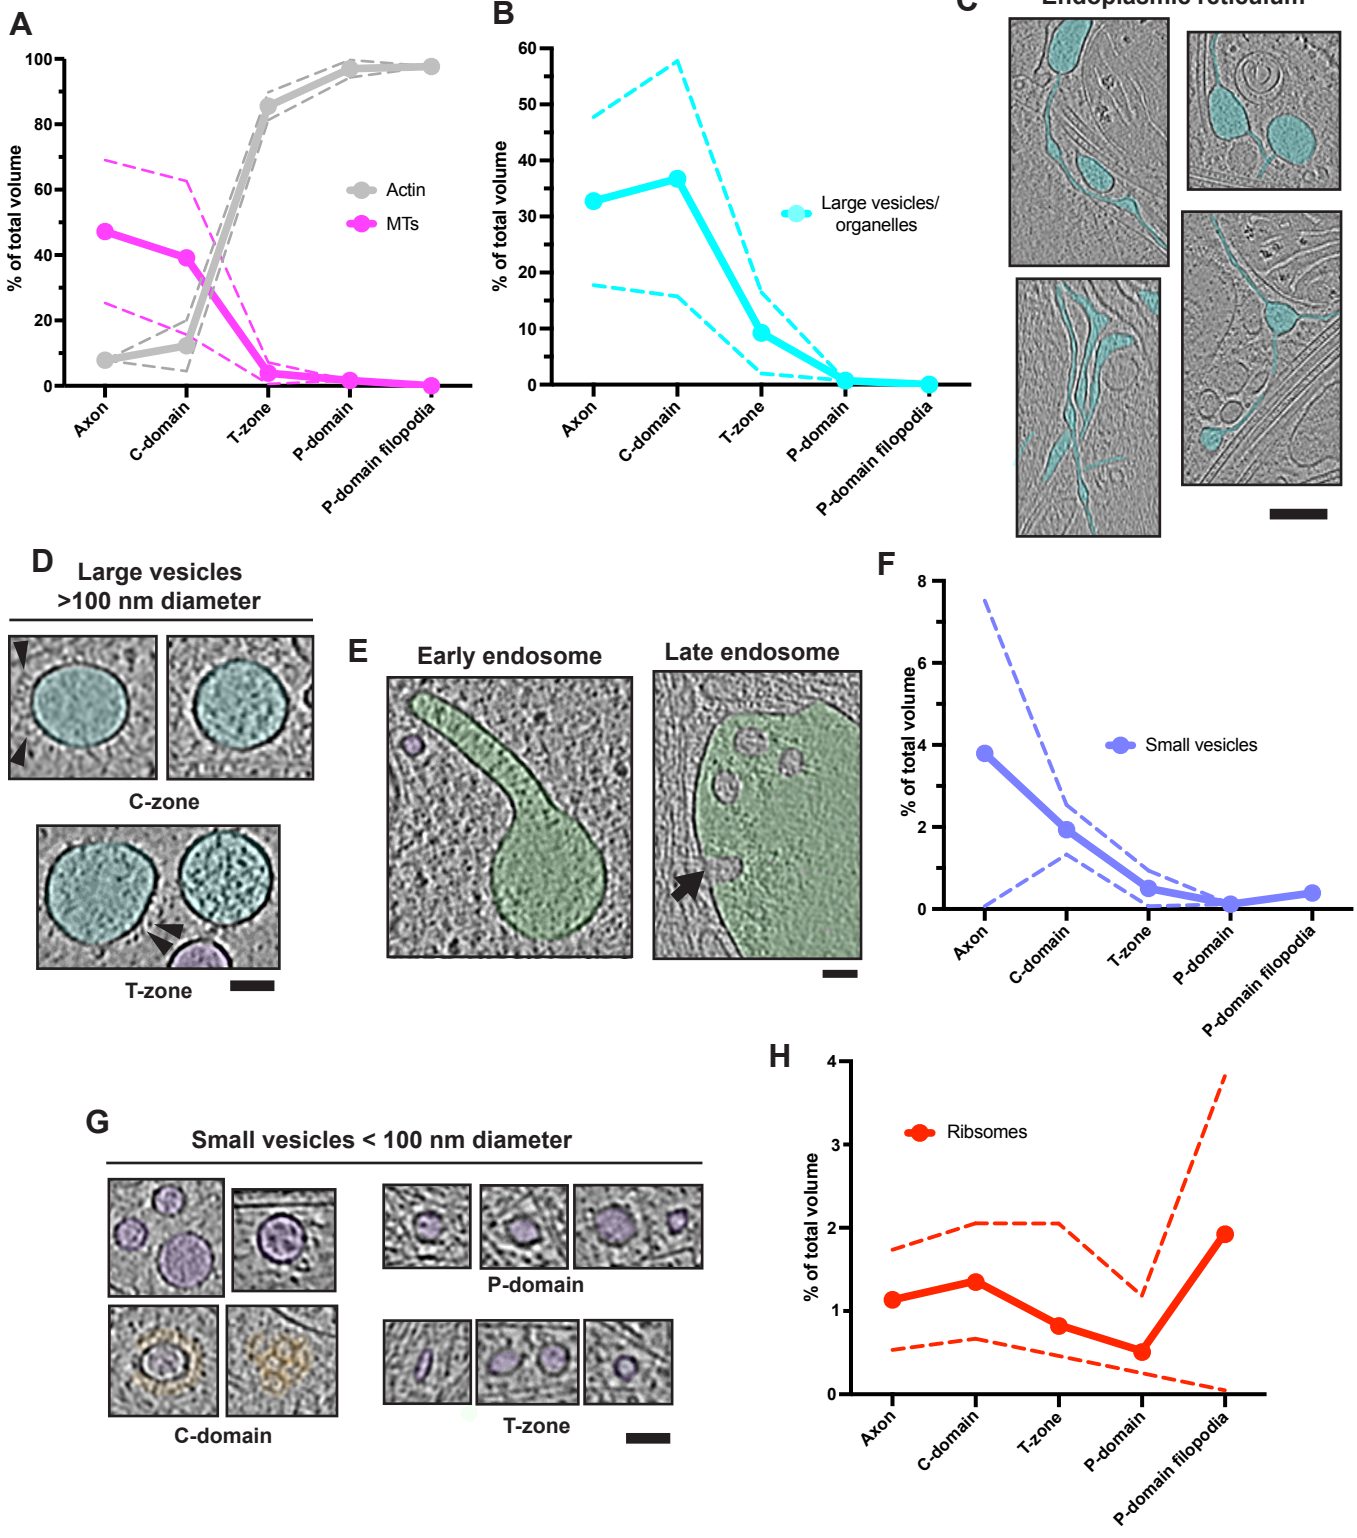 A
100
80
60
40
20
0
% of total volume
Actin
MTs
Axon
C-domain
T-zone
P-domain
P-domain filopodia
B
60
50
40
30
20
10
0
% of total volume
Large vesicles/
organelles
Axon
C-domain
T-zone
P-domain
P-domain filopodia
C
Endoplasmic reticulum
D
Large vesicles
>100 nm diameter
C-zone
T-zone
E
Early endosome
Late endosome
F
8
6
4
2
0
% of total volume
Small vesicles
Axon
C-domain
T-zone
P-domain
P-domain filopodia
G
Small vesicles < 100 nm diameter
P-domain
C-domain
T-zone
H
4
3
2
1
0
% of total volume
Ribsomes
Axon
C-domain
T-zone
P-domain
P-domain filopodia